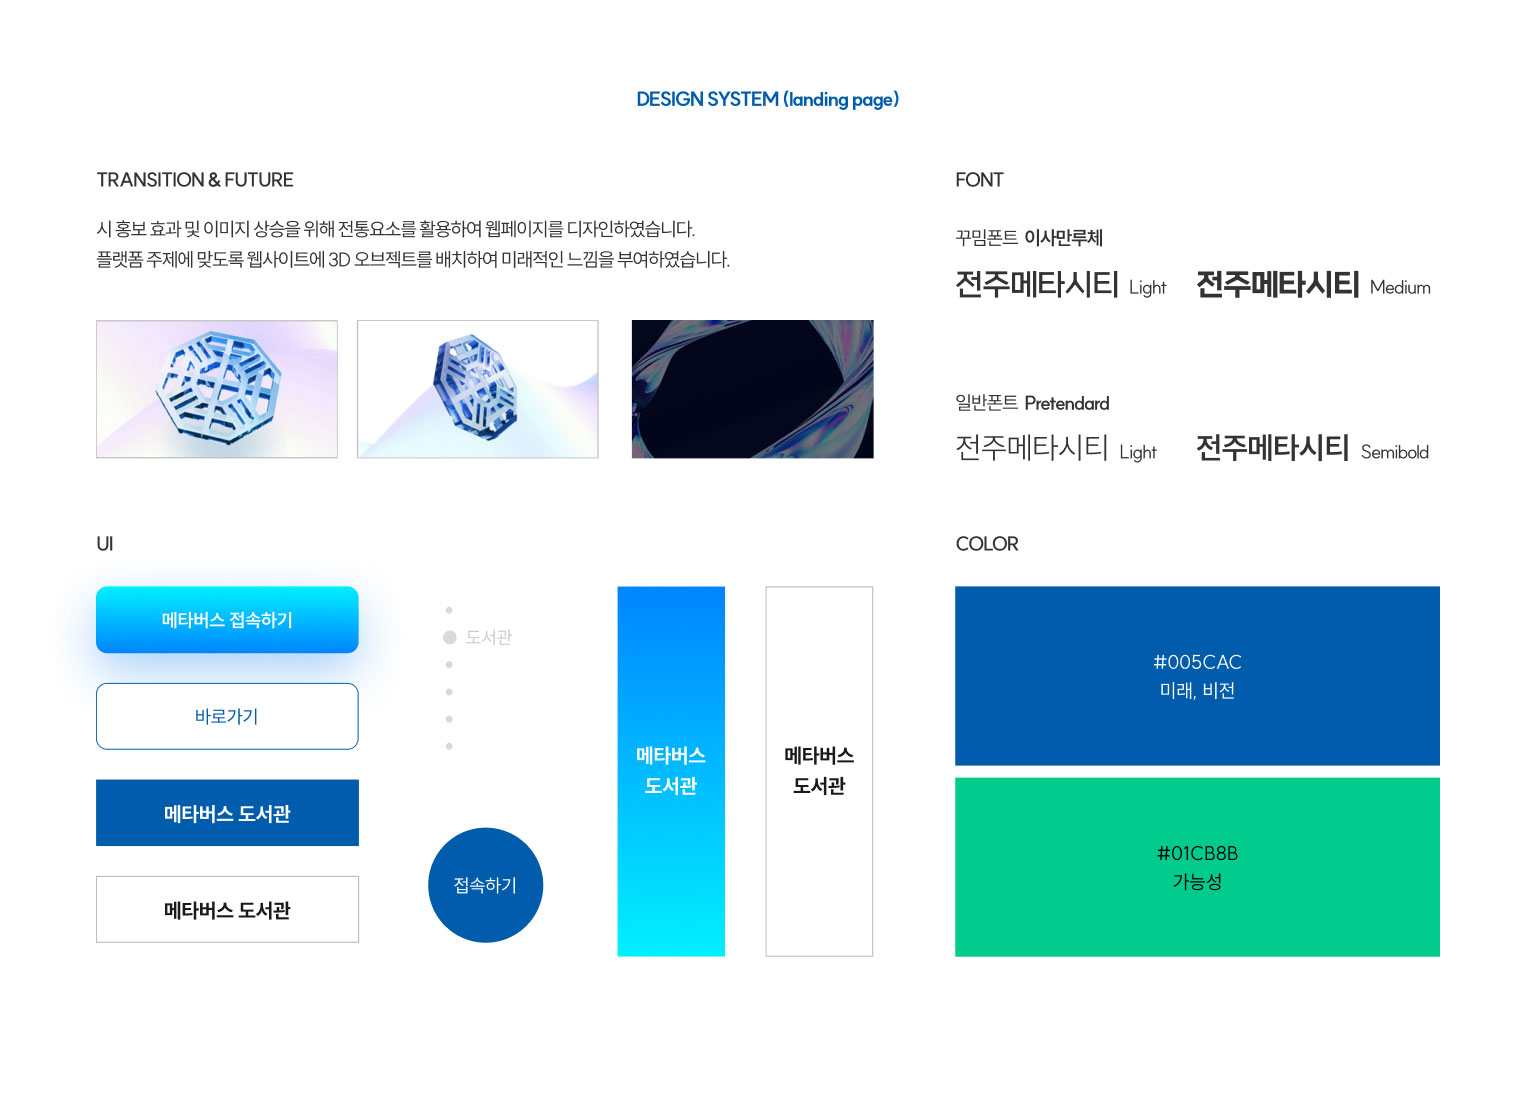 DESIGN SYSTEM (landing page)
TRANSITION & FUTURE
시 홍보 효과 및 이미지 상승을 위해 전통요소를 활용하여 웹페이지를 디자인하였습니다.
플랫폼 주제에 맞도록 웹사이트에 3D 오브젝트를 배치하여 미래적인 느낌을 부여하였습니다.
FONT
꾸밈폰트 이사만루체
전주메타시티 Light 전주메타시티 Medium
일반폰트 Pretendard
전주메타시티 Light 전주메타시티 Semibold
UI
메타버스 접속하기
바로가기
메타버스 도서관
메타버스 도서관
도서관
접속하기
메타버스
도서관
메타버스
도서관
COLOR
#005CAC
미래, 비전
#01CB8B
가능성